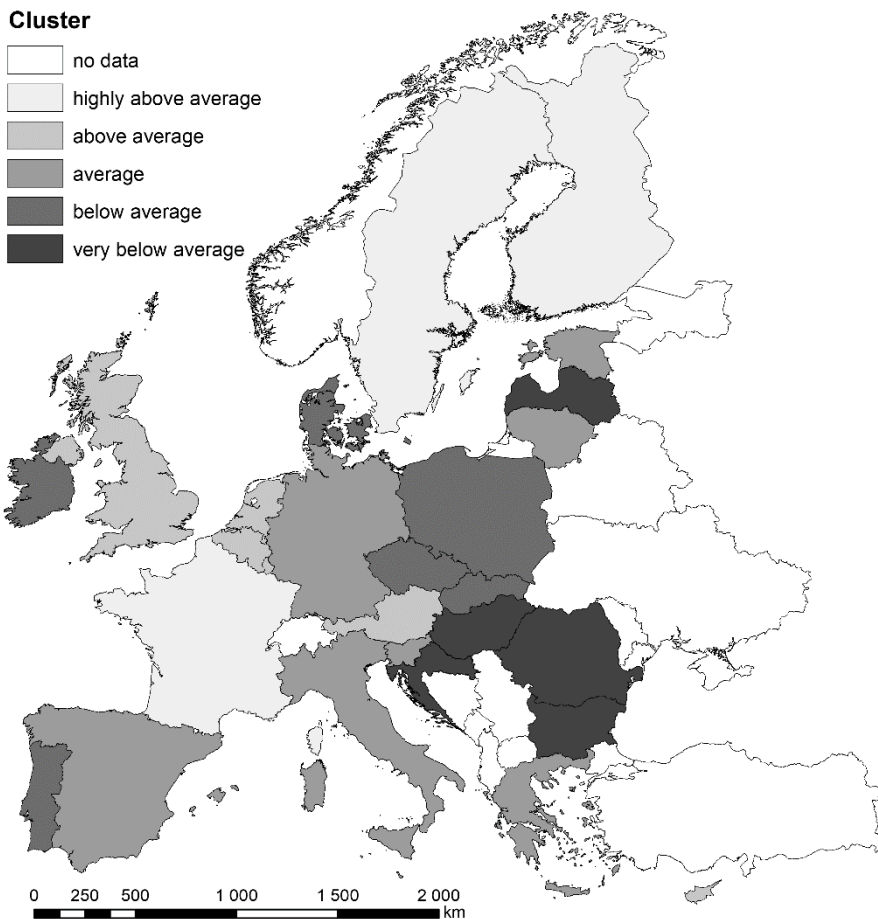 Cluster
no data
highly above average
above average
average
below average
very below average
0 250 500 1 000 1 500 2 000
km